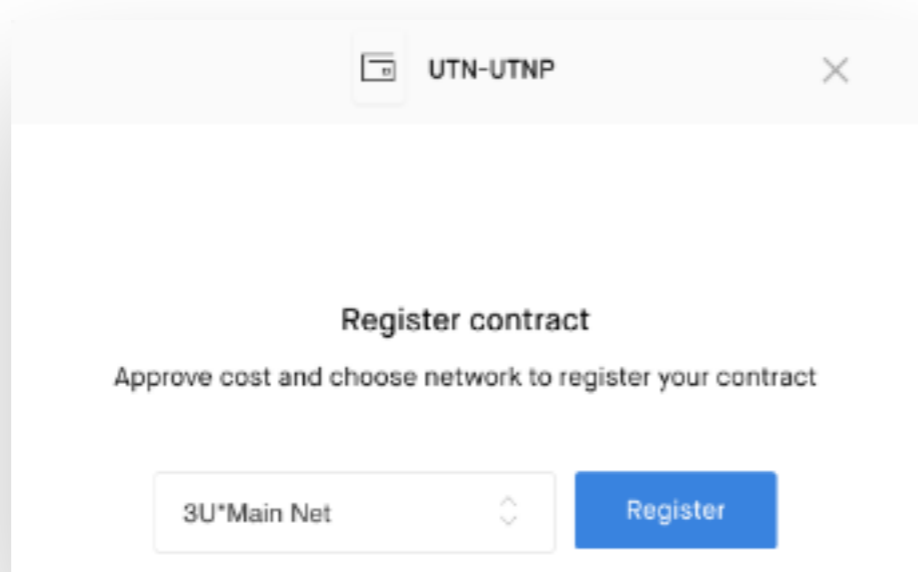 UTN-UTNP
Register contract
Approve cost and choose network to register your contract
3U*Main Net
Register